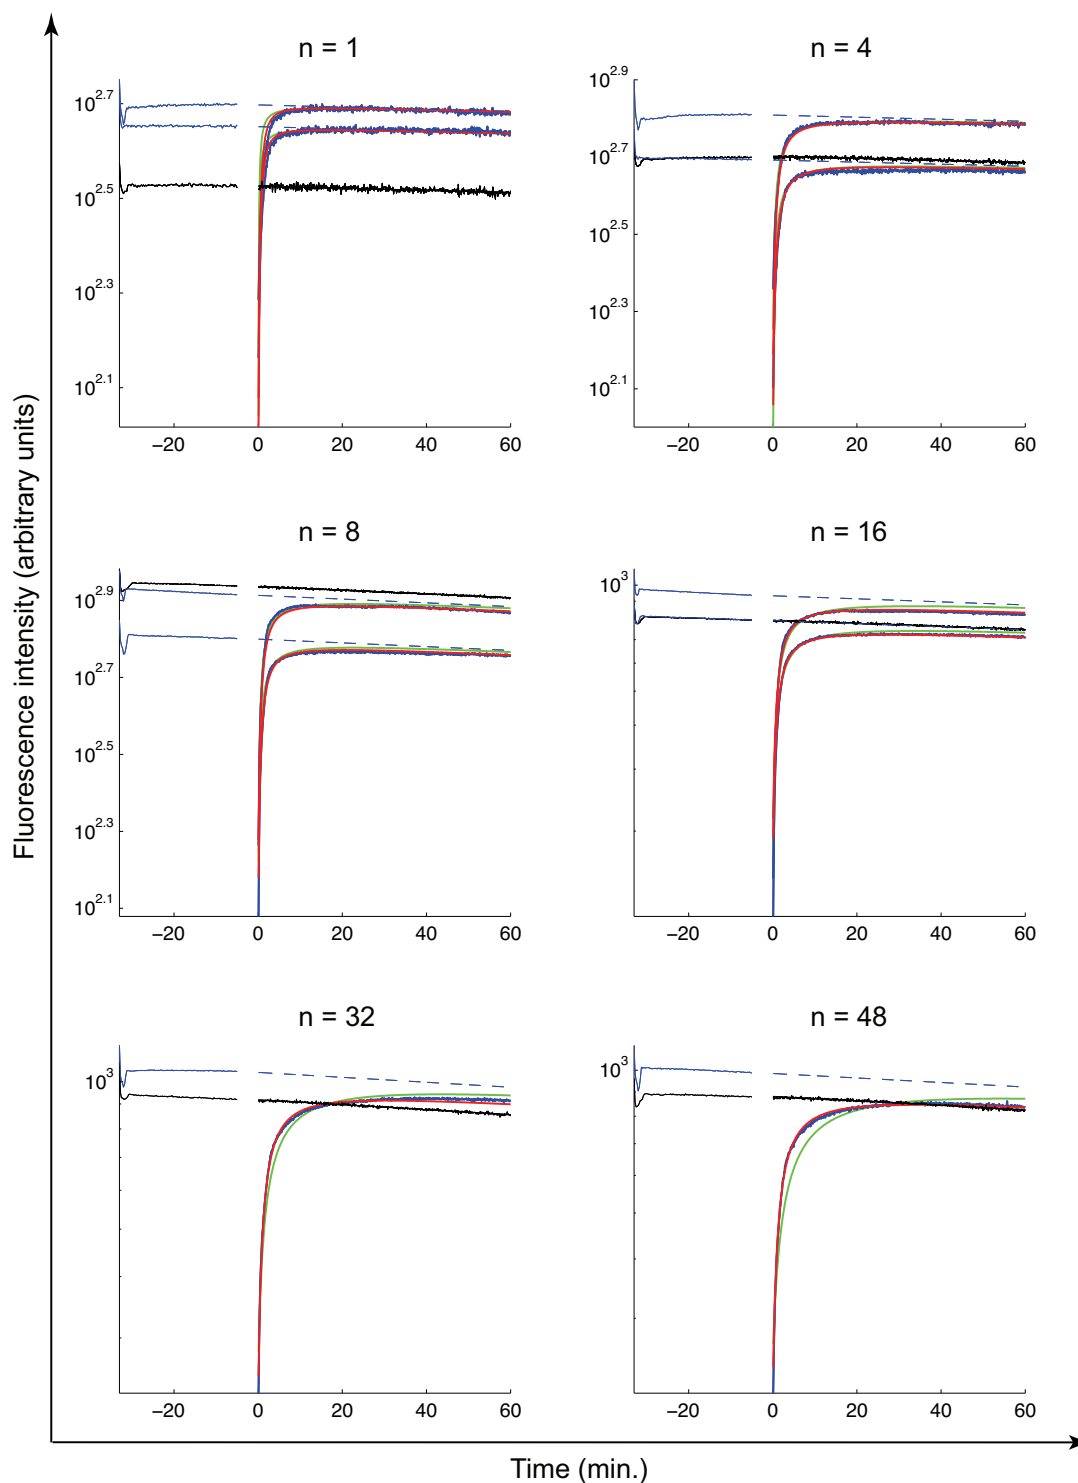 n = 1
n = 4
10^2.7
10^2.5
10^2.3
10^2.1
−20 0 20 40 60
10^2.9
10^2.7
10^2.5
10^2.3
10^2.1
−20 0 20 40 60
n = 8
n = 16
10^2.9
10^2.7
10^2.5
10^2.3
10^2.1
−20 0 20 40 60
10^3
−20 0 20 40 60
n = 32
n = 48
10^3
−20 0 20 40 60
10^3
−20 0 20 40 60
Fluorescence intensity (arbitrary units)
Time (min.)